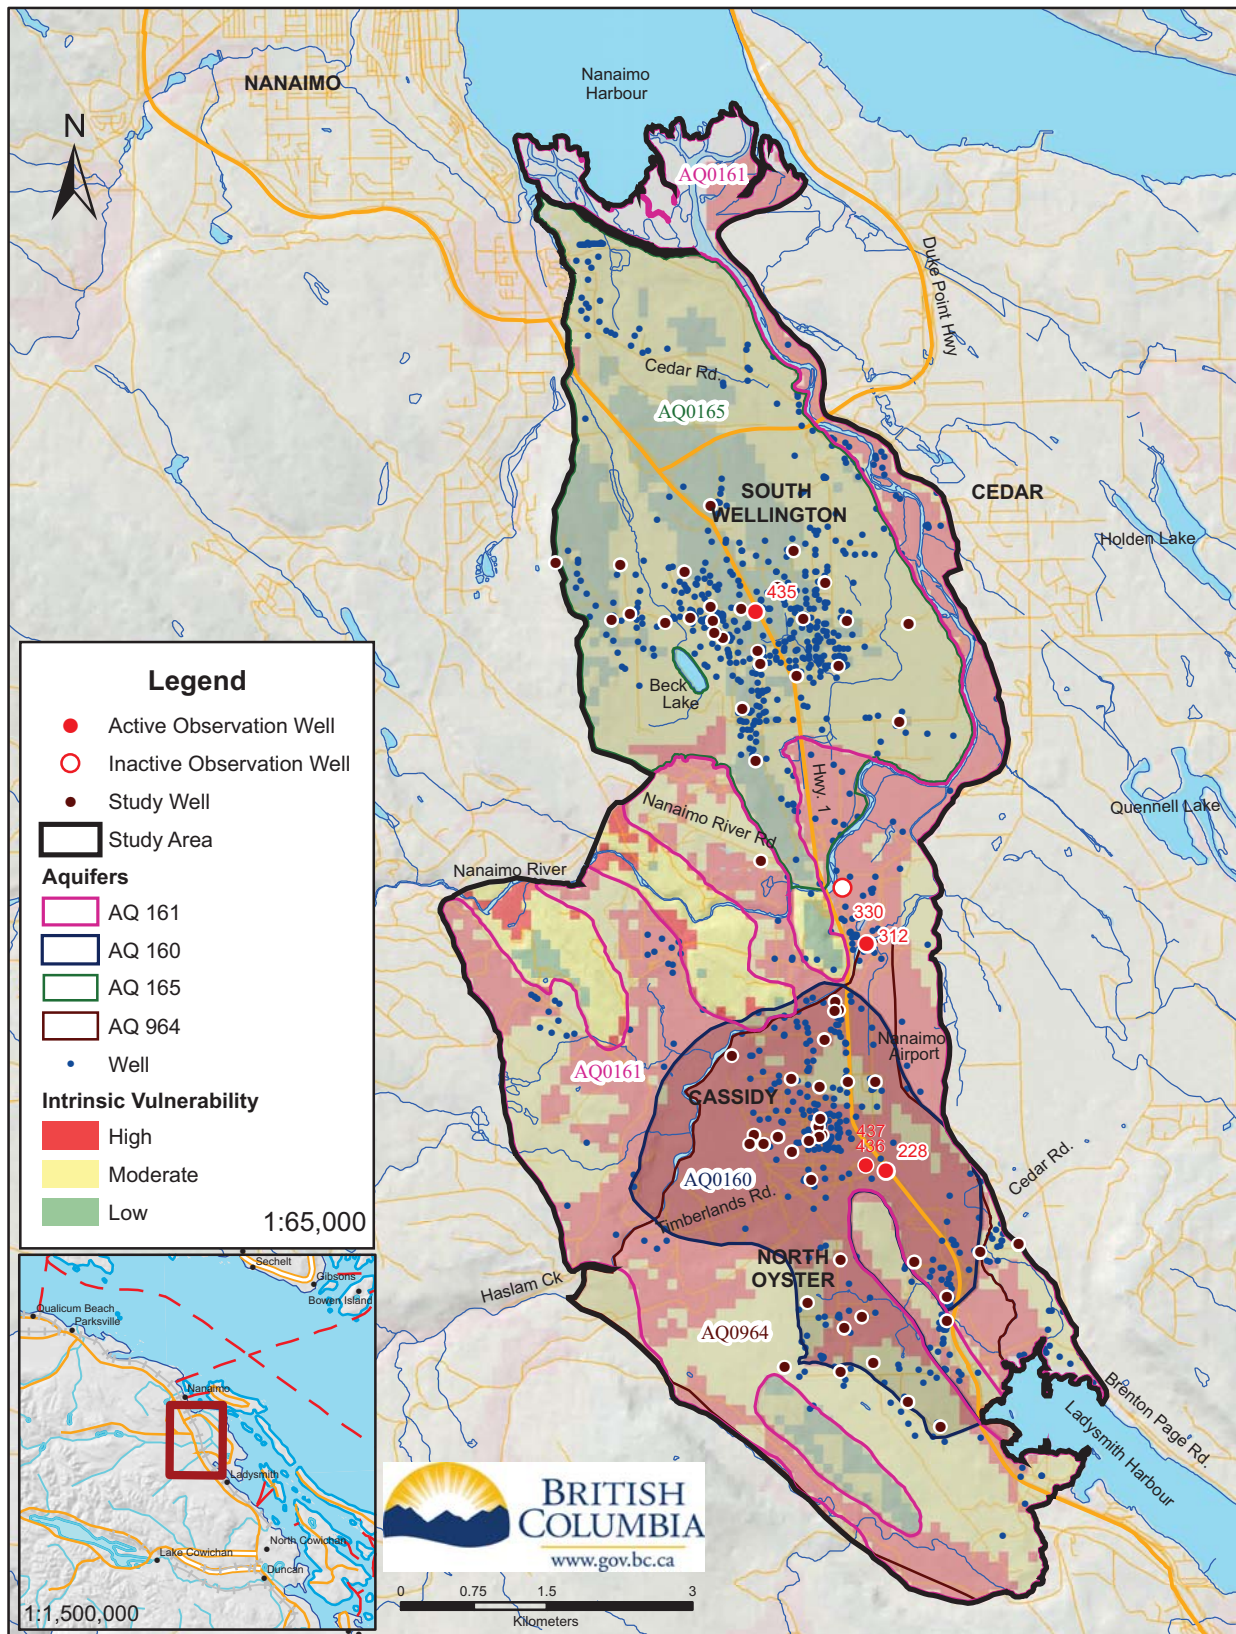 NANAIMO
Nanaimo
Harbour
N
AQ0161
Duke Point Hwy
Cedar Rd.
AQ0165
SOUTH
WELLINGTON
CEDAR
Holden Lake
435
Beck
Lake
Hwy. 1
Quennell Lake
Nanaimo River Rd
Nanaimo River
330
312
Nanaimo
Airport
AQ0161
CASSIDY
437
436
228
AQ0160
Cedar Rd.
Timberlands Rd.
NORTH
OYSTER
Haslam Ck
AQ0964
Brenton Page Rd.
Ladysmith Harbour
Legend
Active Observation Well
Inactive Observation Well
Study Well
Study Area
Aquifers
AQ 161
AQ 160
AQ 165
AQ 964
Well
Intrinsic Vulnerability
High
Moderate
Low
1:65,000
Sechelt
Gibsons
Bowen Island
Qualicum Beach
Parksville
Nanaimo
Ladysmith
North Cowichan
Lake Cowichan
Duncan
1:1,500,000
BRITISH
COLUMBIA
www.gov.bc.ca
0 0.75 1.5 3
Kilometers